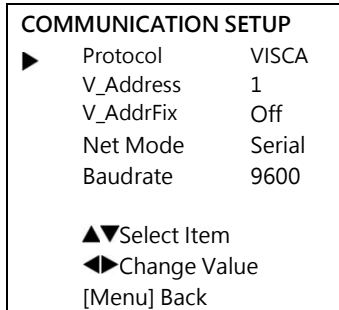 COMMUNICATION SETUP
▶ Protocol VISCA
V_Address 1
V_AddrFix Off
Net Mode Serial
Baudrate 9600
▲▼Select Item
◀▶Change Value
[Menu] Back